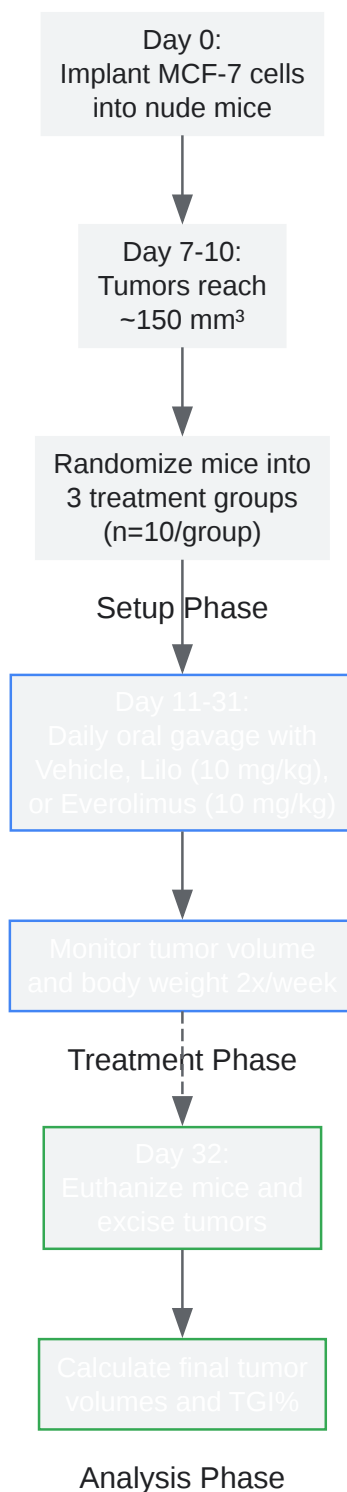 Day 0:
Implant MCF-7 cells
into nude mice
Day 7-10:
Tumors reach
~150 mm³
Randomize mice into
3 treatment groups
(n=10/group)
Setup Phase
Day 11-31:
Daily oral gavage with
Vehicle, Lilo (10 mg/kg),
or Everolimus (10 mg/kg)
Monitor tumor volume
and body weight 2x/week
Treatment Phase
Day 32:
Euthanize mice and
excise tumors
Calculate final tumor
volumes and TGI%
Analysis Phase